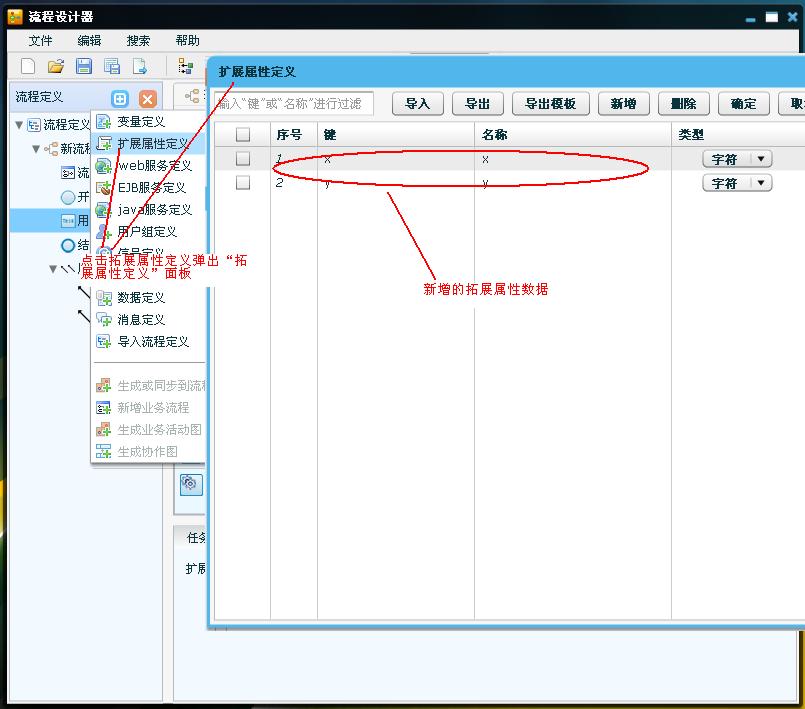 流程设计器
文件 编辑 搜索 帮助
流程定义
扩展属性定义
输入“键”或“名称”进行过滤
导入 导出 导出模板 新增 删除 确定
序号 键 名称 类型
1 x x 字符
2 y y 字符
流程定义
新流程
流
开
用
结
变量定义
扩展属性定义
web服务定义
EJB服务定义
java服务定义
用户组定义
信号定义
点击拓展属性定义弹出“拓
展属性定义”面板
数据定义
消息定义
导入流程定义
生成或同步到流程
新增业务流程
生成业务活动图
生成协作图
新增的拓展属性数据
任务
扩展